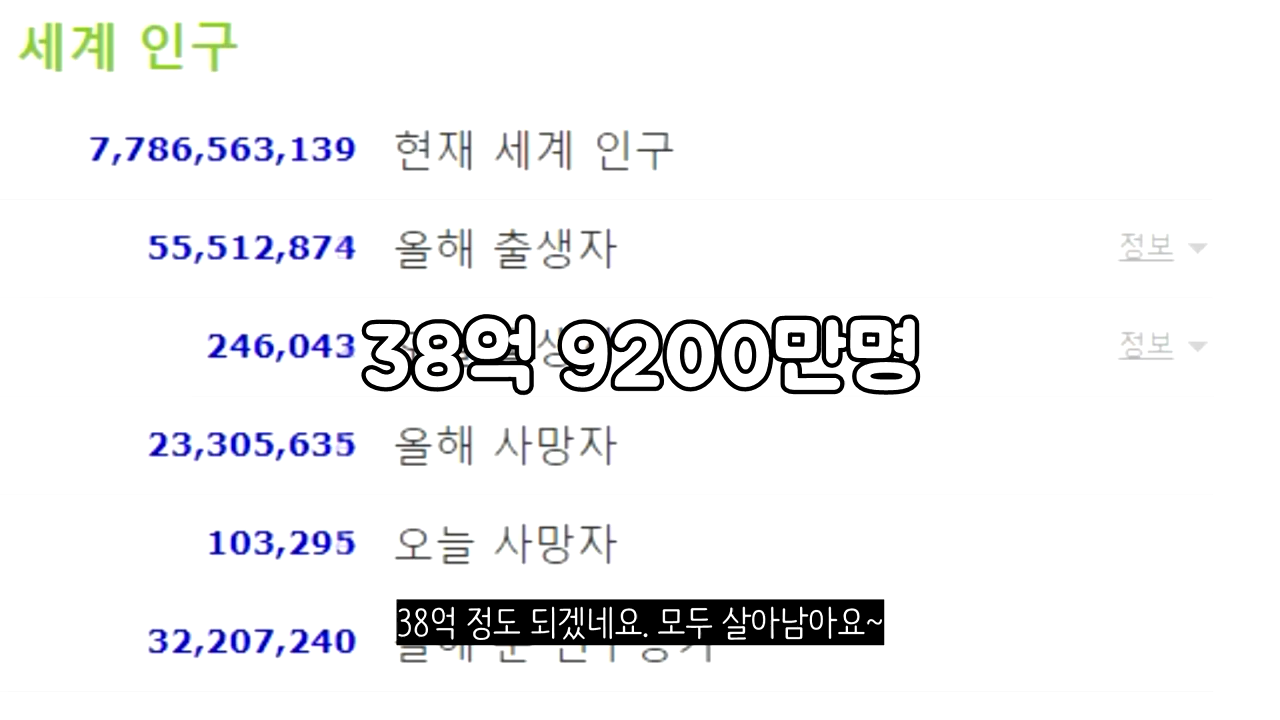 세계 인구
7,786,563,139 현재 세계 인구
55,512,874 올해 출생자 정보
246,043 정보
38억 9200만명
23,305,635 올해 사망자
103,295 오늘 사망자
32,207,240
38억 정도 되겠네요. 모두 살아남아요~